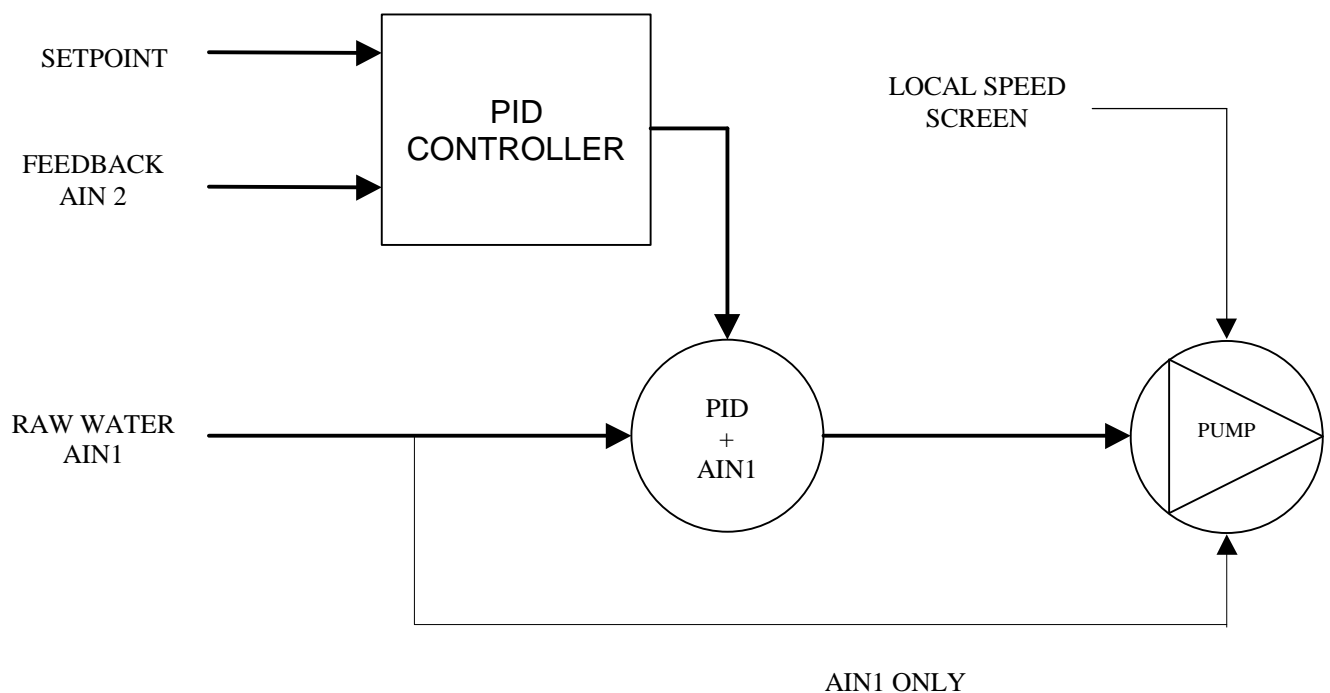 SETPOINT
PID
CONTROLLER
LOCAL SPEED
SCREEN
FEEDBACK
AIN 2
RAW WATER
AIN1
PID
+
AIN1
PUMP
AIN1 ONLY